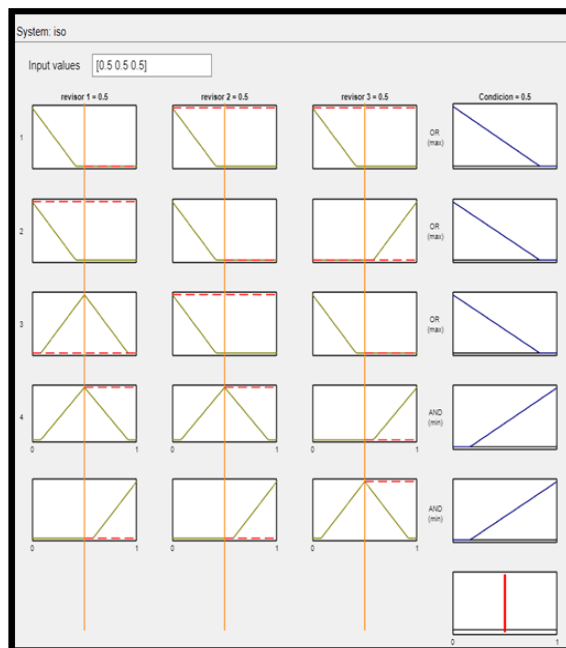 System: iso
Input values [0.5 0.5 0.5]
revisor 1 = 0.5 revisor 2 = 0.5 revisor 3 = 0.5 Condicion = 0.5
1 OR
(max)
2 OR
(max)
3 OR
(max)
4 AND
(min)
0 1 0 1
AND
(min)
0 1 0 1 0 1
0 1